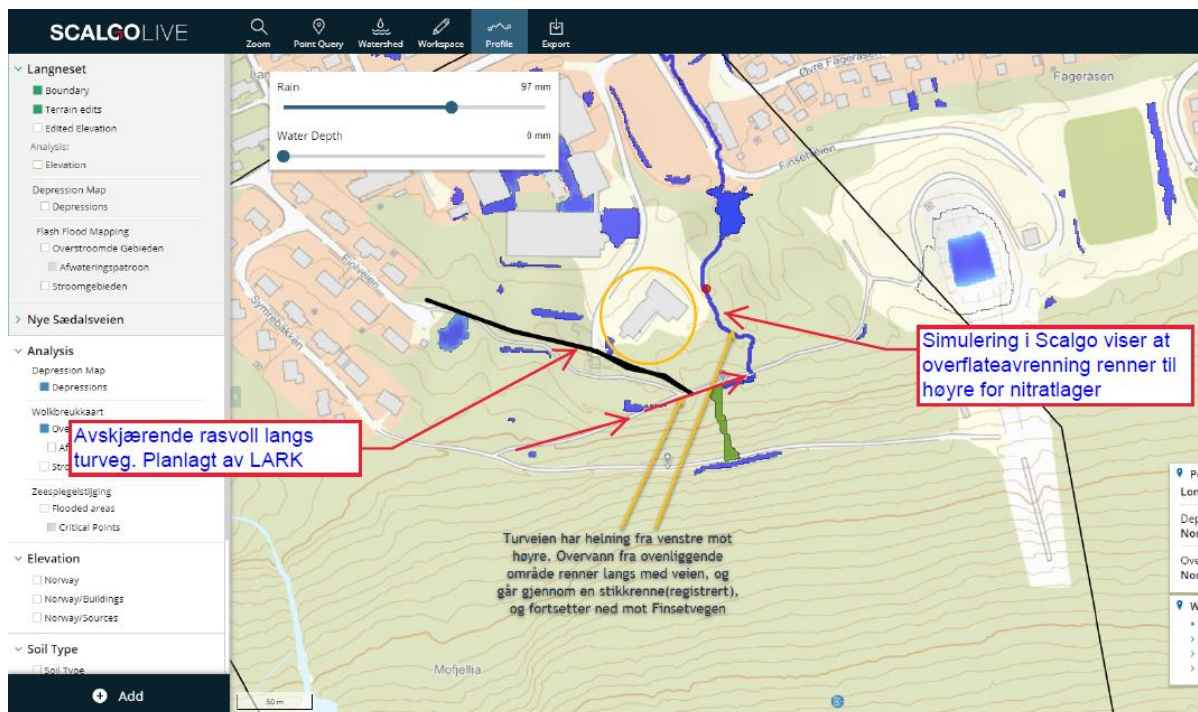 SCALGOLIVE
Zoom
Point Query
Watershed
Workspace
Profile
Export
Langneset
Boundary
Terrain edits
Edited Elevation
Analysis:
Elevation
Depression Map
Depressions
Flash Flood Mapping
Overstroomde Gebieden
Afwateringspatroon
Stroomgebieden
Nye Sædalsveien
Analysis
Depression Map
Depressions
Wolkbreukkaart
Zeespiegelstijging
Flooded areas
Critical Points
Elevation
Norway
Norway/Buildings
Norway/Sources
Soil Type
Soil Type
Add
Rain
97 mm
Water Depth
0 mm
Øvre Fageråsen
Fageråsen
Finsetveien
Fiolveien
Symrebakken
Simulering i Scalgo viser at
overflateavrenning renner til
høyre for nitratlager
Avskjærende rasvoll langs
turveg. Planlagt av LARK
Turveien har helning fra venstre mot
høyre. Overvann fra ovenliggende
område renner langs med veien, og
går gjennom en stikkrenne(registrert),
og fortsetter ned mot Finsetvegen
Mofjellia
50 m